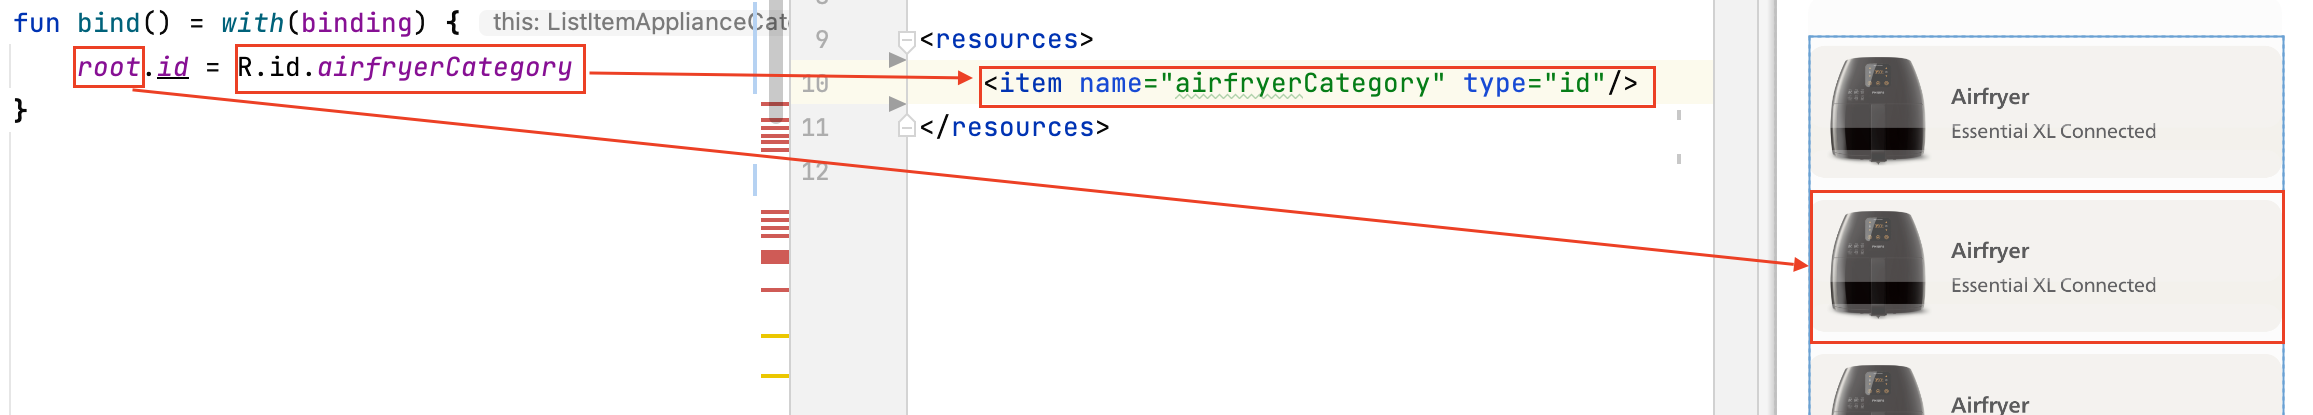 fun bind() = with(binding) { this: ListItemApplianceCat
root.id = R.id.airfryerCategory
}
9 <resources>
10 <item name="airfryerCategory" type="id"/>
11 </resources>
12
Airfryer
Essential XL Connected
Airfryer
Essential XL Connected
Airfryer